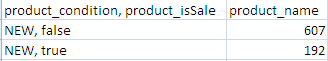 product_condition, product_isSale product_name
NEW, false 607
NEW, true 192